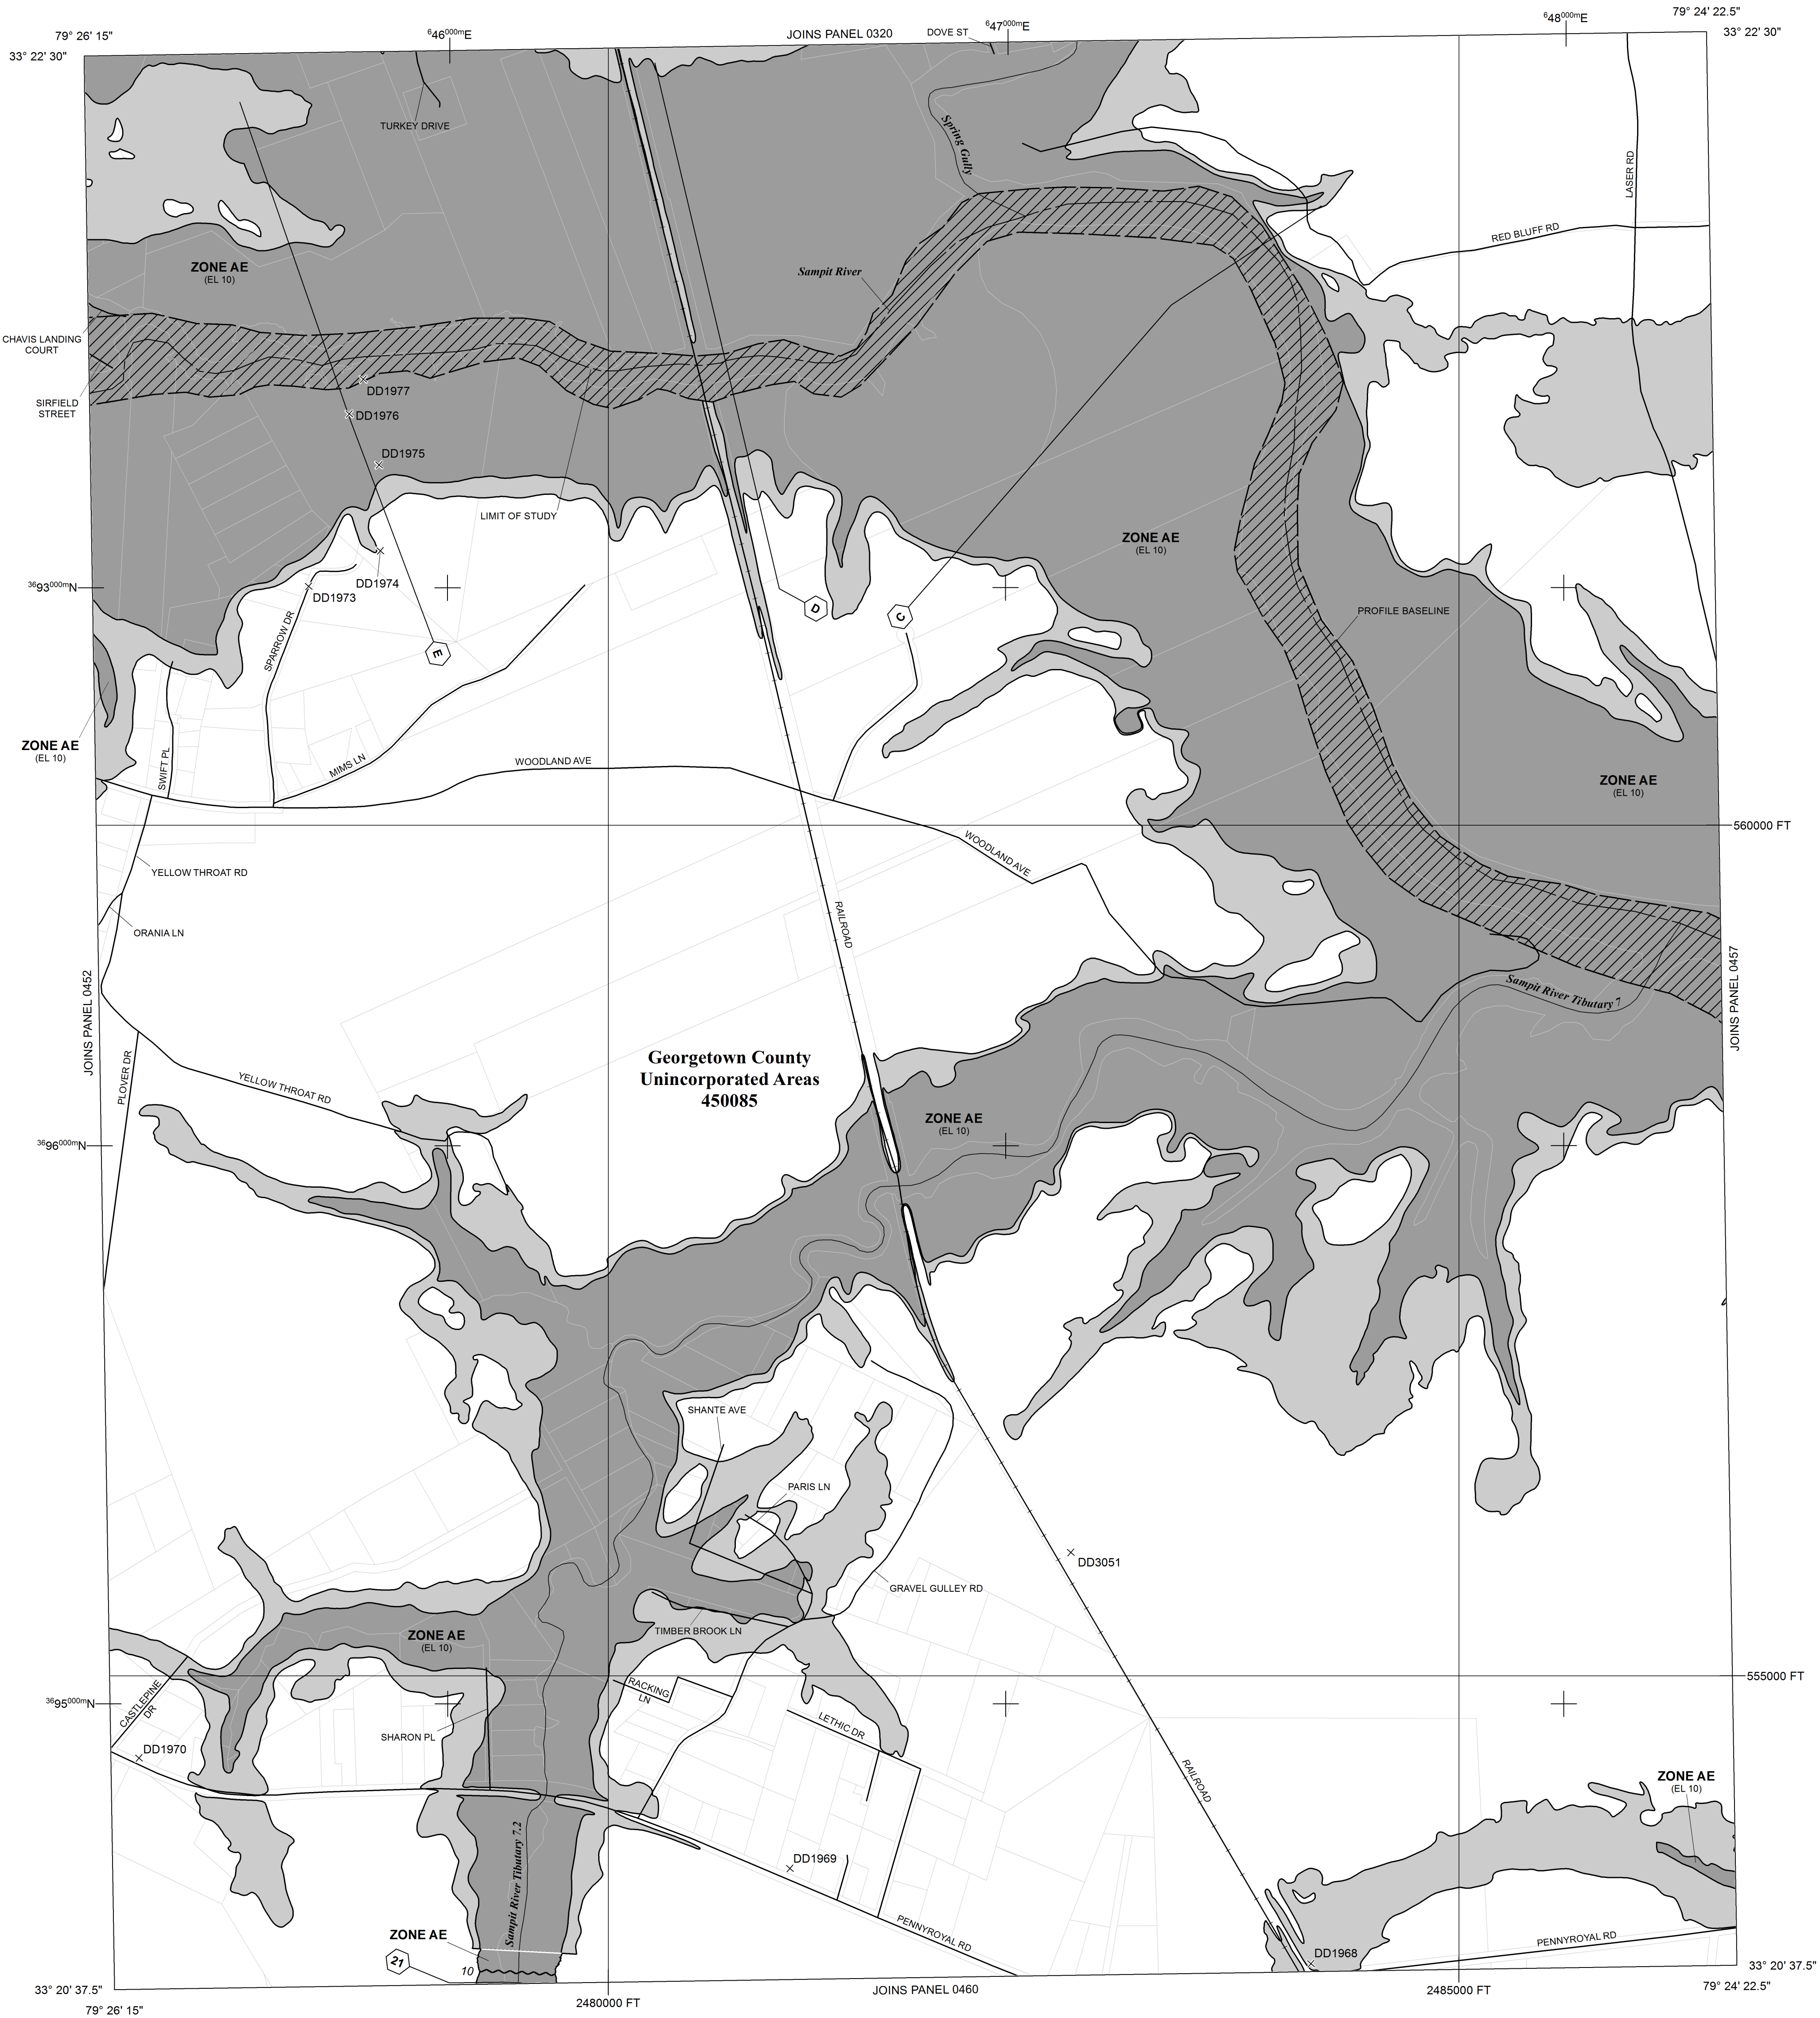 79° 26' 15"
646000mE
JOINS PANEL 0320
DOVE ST
647000mE
648000mE
79° 24' 22.5"
33° 22' 30"
33° 22' 30"
TURKEY DRIVE
Spring Gully
LASER RD
RED BLUFF RD
ZONE AE
(EL 10)
Sampit River
CHAVIS LANDING
COURT
SIRFIELD
STREET
DD1977
DD1976
DD1975
LIMIT OF STUDY
ZONE AE
(EL 10)
DD1974
3693000mN
DD1973
D
C
PROFILE BASELINE
SPARROW DR
E
ZONE AE
(EL 10)
SWIFT PL
MIMS LN
WOODLAND AVE
ZONE AE
(EL 10)
560000 FT
WOODLAND AVE
YELLOW THROAT RD
RAILROAD
ORANIA LN
JOINS PANEL 0452
JOINS PANEL 0457
Sampit River Tibutary 7
PLOVER DR
YELLOW THROAT RD
Georgetown County
Unincorporated Areas
450085
ZONE AE
(EL 10)
3696000mN
SHANTE AVE
PARIS LN
DD3051
GRAVEL GULLEY RD
TIMBER BROOK LN
ZONE AE
(EL 10)
555000 FT
RACKING
LN
3695000mN
CASTLEPINE
DR
LETHIC DR
SHARON PL
DD1970
RAILROAD
ZONE AE
(EL 10)
Sampit River Tibutary 7.2
DD1969
ZONE AE
PENNYROYAL RD
PENNYROYAL RD
DD1968
21
10
33° 20' 37.5"
33° 20' 37.5"
79° 26' 15"
2480000 FT
JOINS PANEL 0460
2485000 FT
79° 24' 22.5"